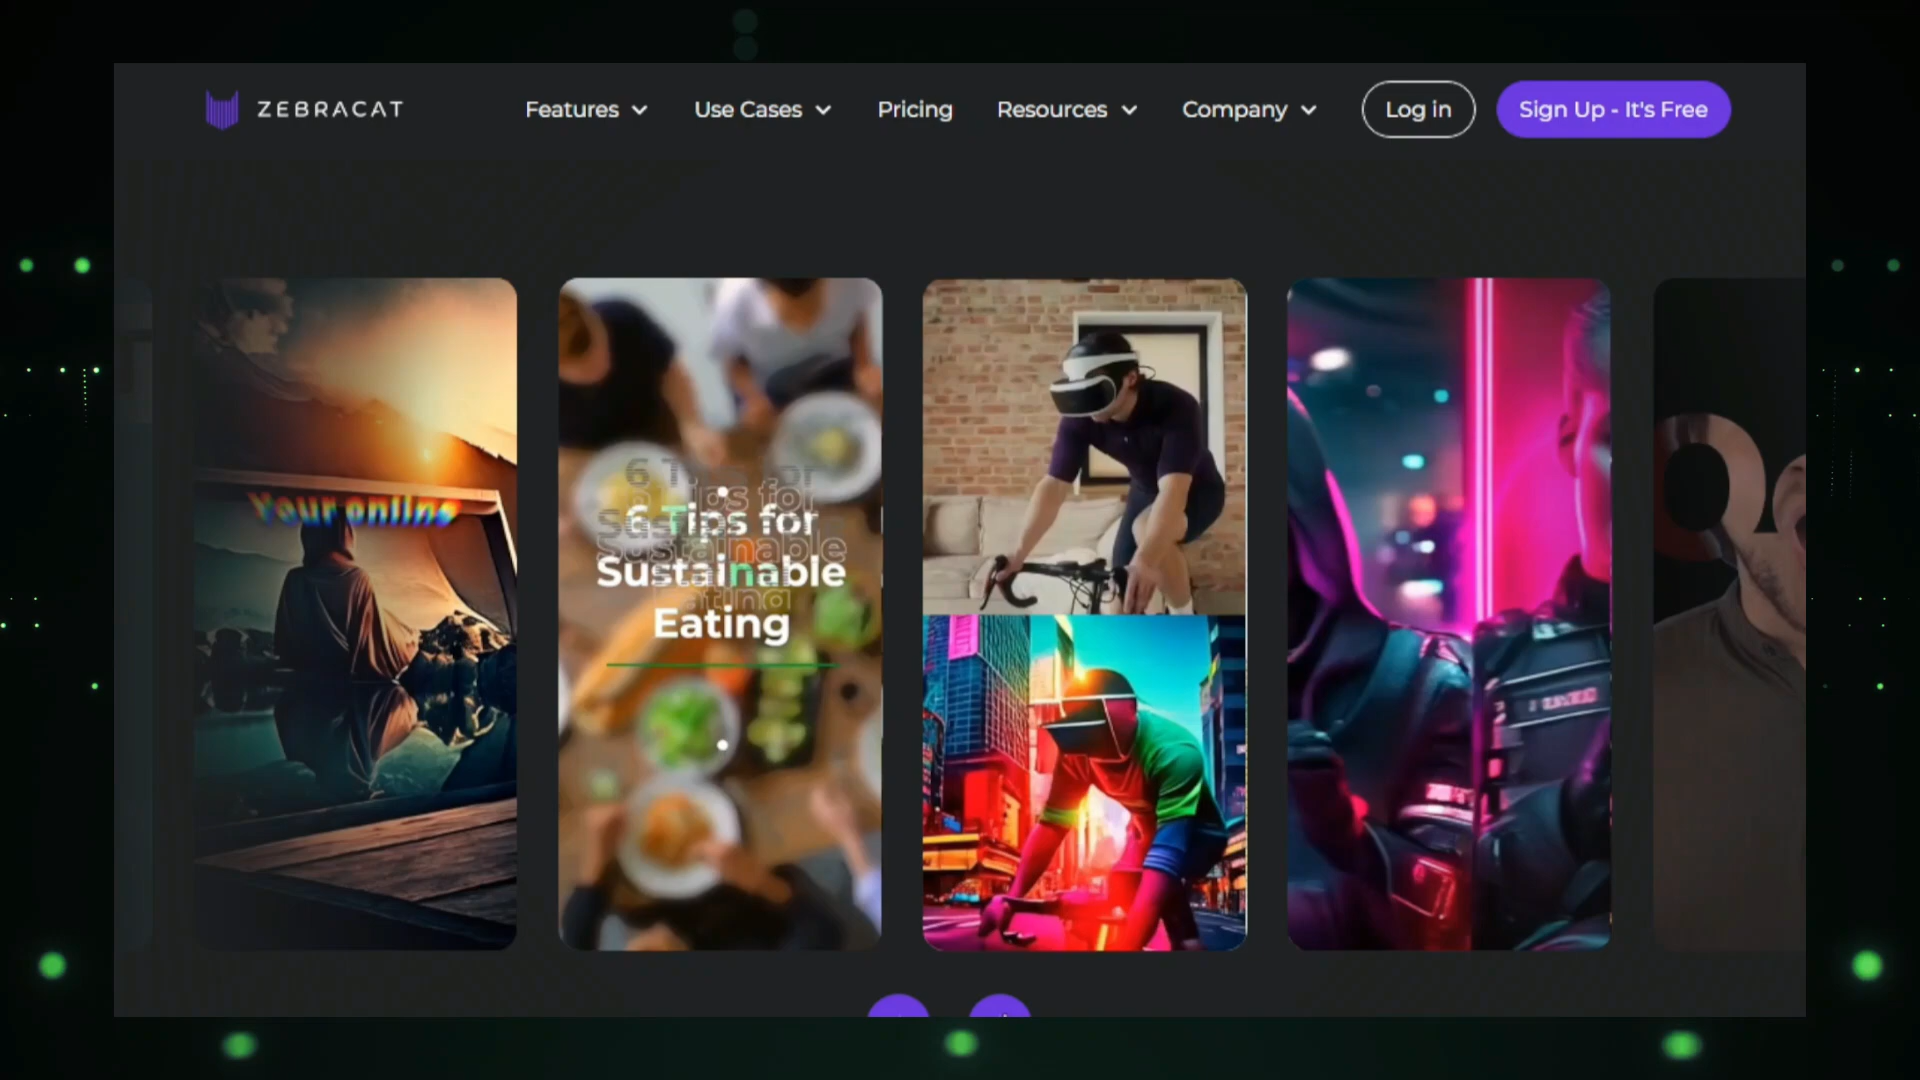 ZEBRACAT
Features
Use Cases
Pricing
Resources
Company
Log in
Sign Up - It's Free
Your online
6 Tips for
Sustainable
Eating